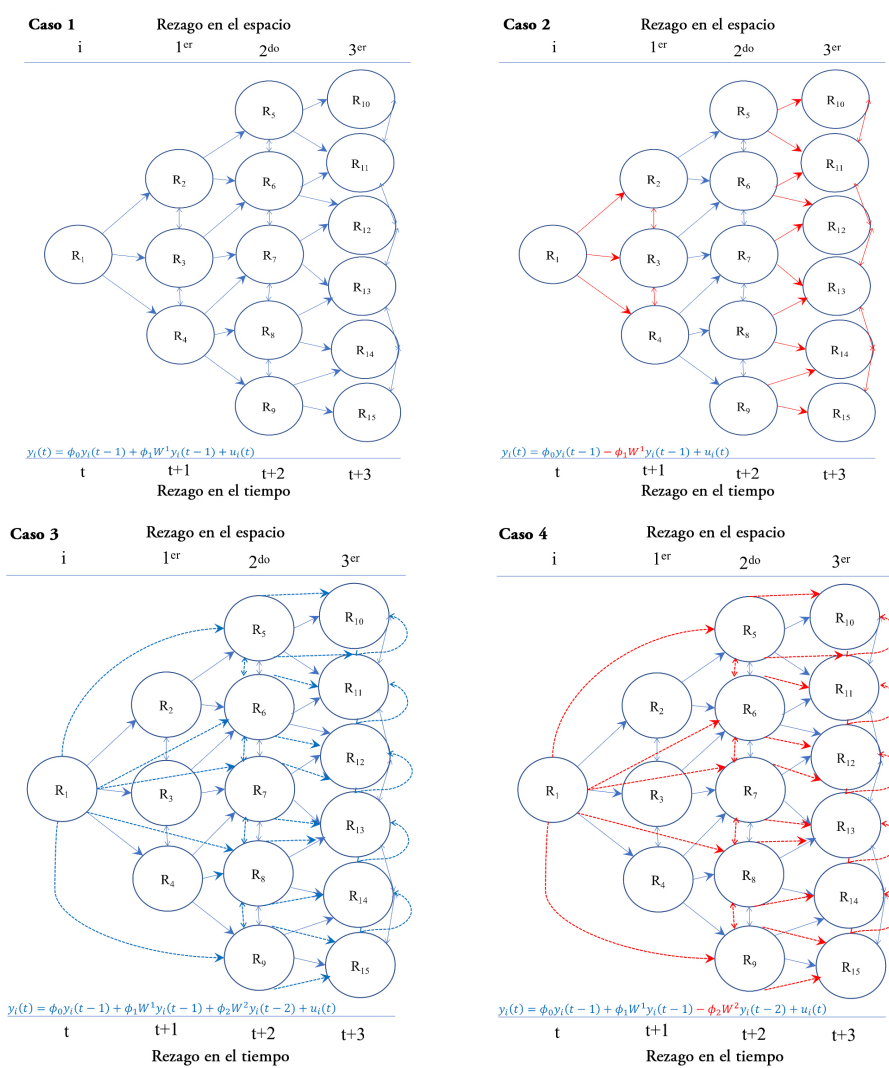 Caso 1 Rezago en el espacio
i 1er 2do 3er
R10
R5
R11
R2
R6
R12
R1
R3
R7
R13
R4
R8
R14
R9
R15
yi(t) = ϕ0yi(t − 1) + ϕ1W1yi(t − 1) + ui(t)
t t+1 t+2 t+3
Rezago en el tiempo
Caso 2 Rezago en el espacio
i 1er 2do 3er
R10
R5
R11
R2
R6
R12
R1
R3
R7
R13
R4
R8
R14
R9
R15
yi(t) = ϕ0yi(t − 1) − ϕ1W1yi(t − 1) + ui(t)
t t+1 t+2 t+3
Rezago en el tiempo
Caso 3 Rezago en el espacio
i 1er 2do 3er
R10
R5
R11
R2
R6
R12
R1
R3
R7
R13
R4
R8
R14
R9
R15
yi(t) = ϕ0yi(t − 1) + ϕ1W1yi(t − 1) + ϕ2W2yi(t − 2) + ui(t)
t t+1 t+2 t+3
Rezago en el tiempo
Caso 4 Rezago en el espacio
i 1er 2do 3er
R10
R5
R11
R2
R6
R12
R1
R3
R7
R13
R4
R8
R14
R9
R15
yi(t) = ϕ0yi(t − 1) + ϕ1W1yi(t − 1) − ϕ2W2yi(t − 2) + ui(t)
t t+1 t+2 t+3
Rezago en el tiempo